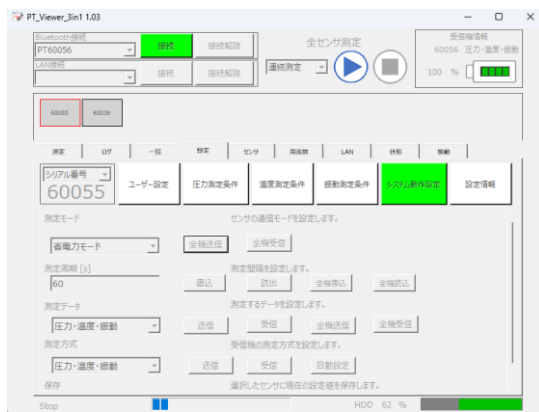 PT_Viewer_3in1 1.03
Bluetooth接続
PT60056 接続 接続解除
LAN接続
接続 接続解除
全センサ測定
連続測定
受信機情報
60056 圧力・温度・振動
100 %
60055 60039
測定 ログ 一括 設定 センサ 周波数 LAN 状態 振動
シリアル番号
60055
ユーザー設定 圧力測定条件 温度測定条件 振動測定条件 システム動作設定 設定情報
測定モード センサの通信モードを設定します。
省電力モード 全機送信 全機受信
測定周期 [s] 測定間隔を設定します。
60 書込 読出 全機書込 全機読込
測定データ 測定するデータを設定します。
圧力・温度・振動 送信 受信 全機送信 全機受信
測定方式 受信機の測定方式を設定します。
圧力・温度・振動 送信 受信 自動設定
保存 選択したセンサに現在の設定値を保存します。
Stop HDD 62 %